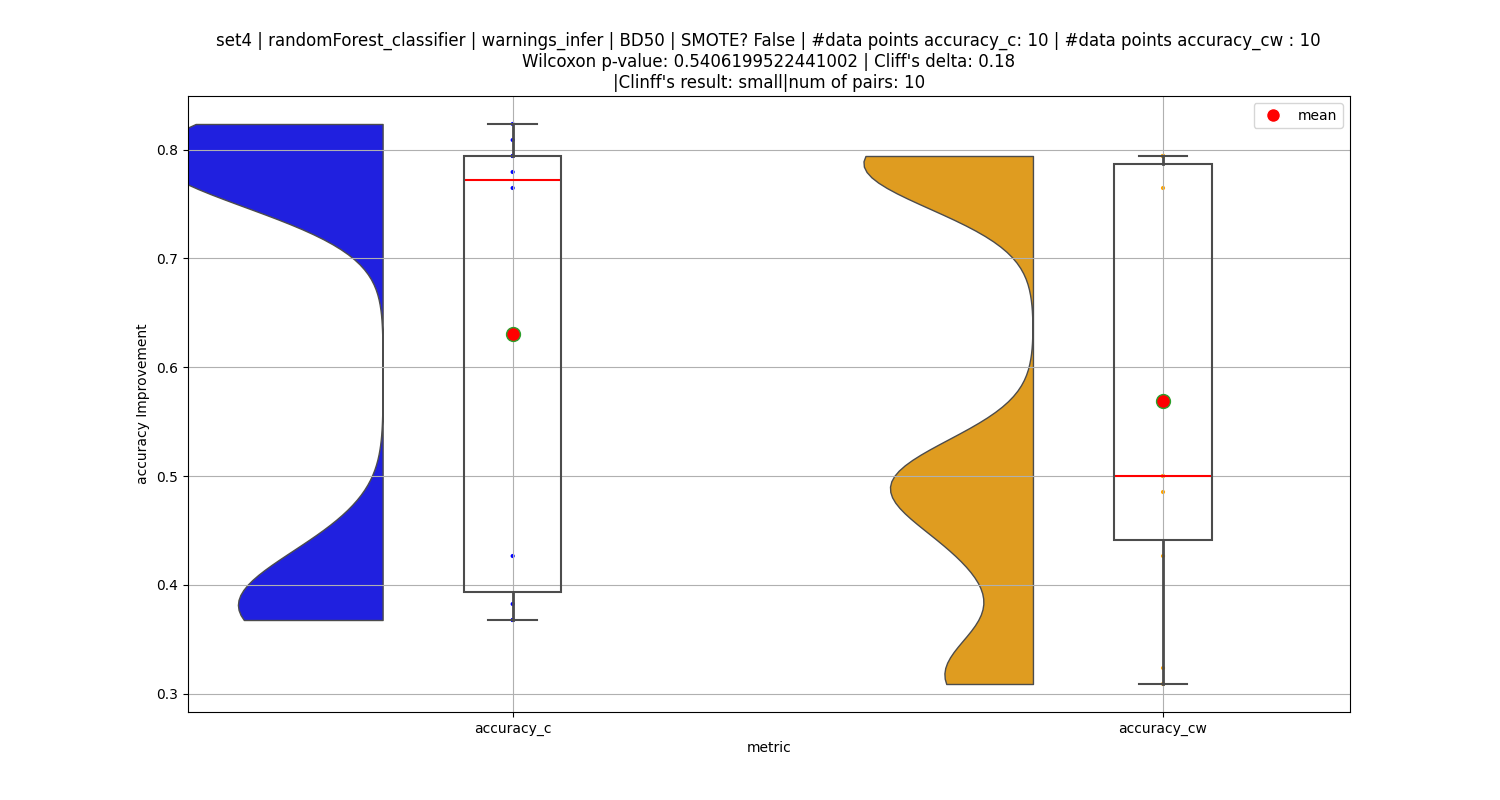 set4 | randomForest_classifier | warnings_infer | BD50 | SMOTE? False | #data points accuracy_c: 10 | #data points accuracy_cw : 10
Wilcoxon p-value: 0.5406199522441002 | Cliff's delta: 0.18
|Clinff's result: small|num of pairs: 10
mean
0.8
0.7
0.6
0.5
0.4
0.3
accuracy Improvement
accuracy_c
accuracy_cw
metric